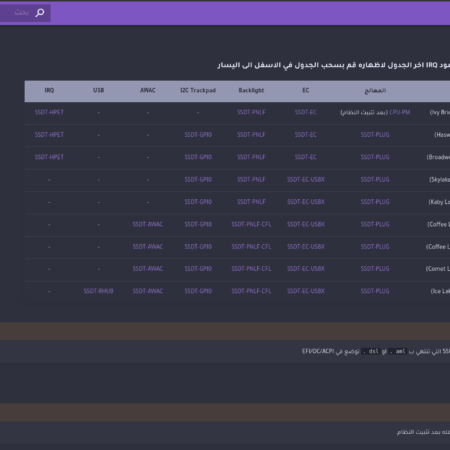 بحث
ود IRQ اخر الجدول لاظهاره قم بسحب الجدول في الاسفل الى اليسار
المعالج EC Backlight I2C Trackpad AWAC USB IRQ
(Ivy Bri CPU-PM (بعد تثبيت النظام) SSDT-EC SSDT-PNLF - - - SSDT-HPET
(Hasw SSDT-PLUG SSDT-EC SSDT-PNLF SSDT-GPI0 - - SSDT-HPET
(Broadw SSDT-PLUG SSDT-EC SSDT-PNLF SSDT-GPI0 - - SSDT-HPET
(Skylak SSDT-PLUG SSDT-EC-USBX SSDT-PNLF SSDT-GPI0 - - -
(Kaby La SSDT-PLUG SSDT-EC-USBX SSDT-PNLF SSDT-GPI0 - - -
(Coffee L SSDT-PLUG SSDT-EC-USBX SSDT-PNLF-CFL SSDT-GPI0 SSDT-AWAC - -
(Coffee L SSDT-PLUG SSDT-EC-USBX SSDT-PNLF-CFL SSDT-GPI0 SSDT-AWAC - -
(Comet L SSDT-PLUG SSDT-EC-USBX SSDT-PNLF-CFL SSDT-GPI0 SSDT-AWAC - -
(Ice Lak SSDT-PLUG SSDT-EC-USBX SSDT-PNLF-CFL SSDT-GPI0 SSDT-AWAC SSDT-RHUB -
التي تنتهي ب .aml او .dsl توضع في EFI/OC/ACPI
بعد تثبيت النظام